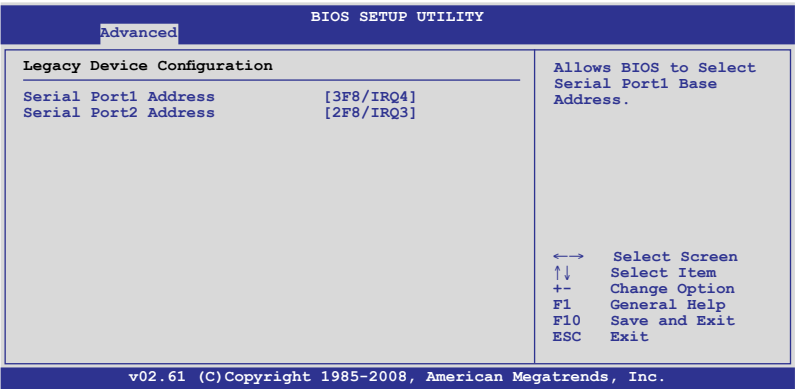 BIOS SETUP UTILITY
Advanced
Legacy Device Configuration
Serial Port1 Address [3F8/IRQ4]
Serial Port2 Address [2F8/IRQ3]
Allows BIOS to Select
Serial Port1 Base
Address.
←→ Select Screen
↑↓ Select Item
+- Change Option
F1 General Help
F10 Save and Exit
ESC Exit
v02.61 (C)Copyright 1985-2008, American Megatrends, Inc.